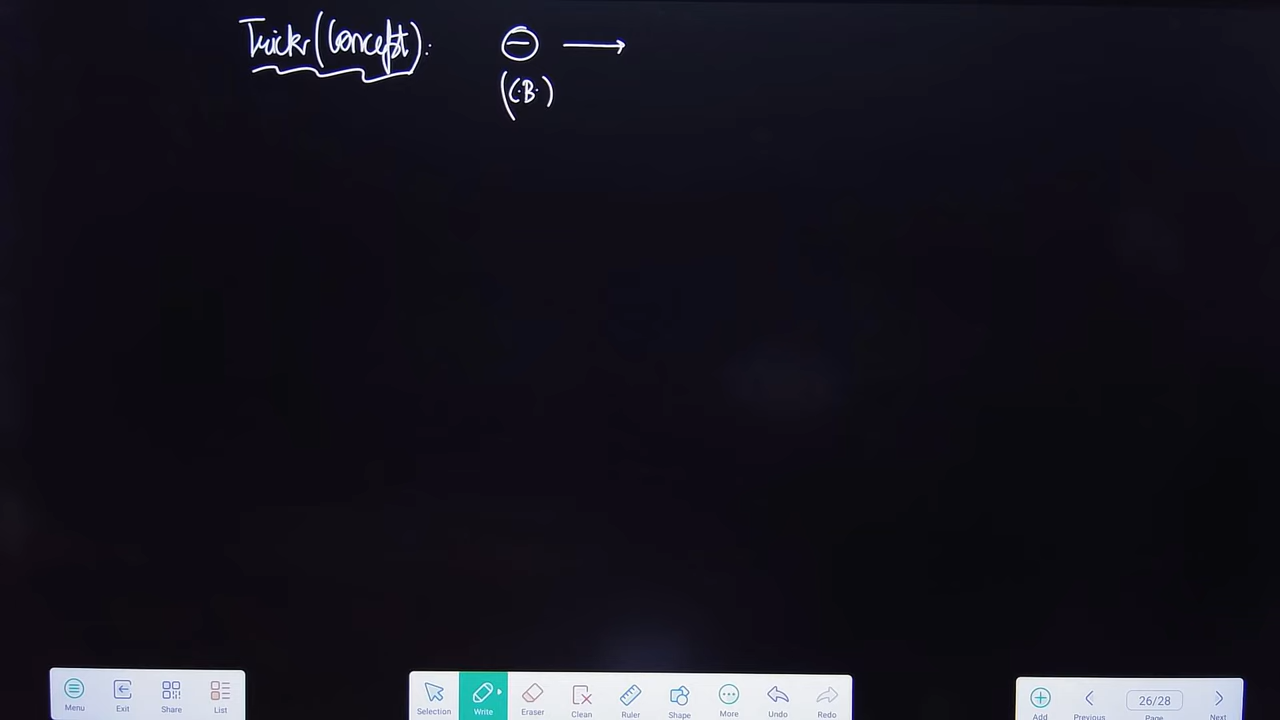 Tricks (Concept): ⊖ ⟶
(C.B.)
Menu Exit Share List
Selection Write Eraser Clean Ruler Shape More Undo Redo
Add Previous 26/28 Page Next